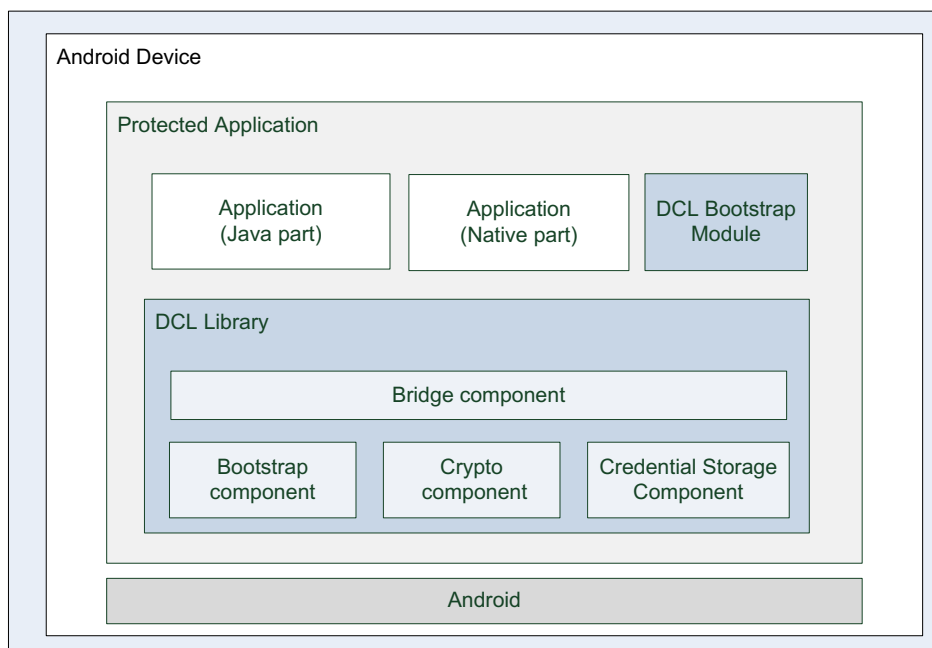 Android Device
Protected Application
Application
(Java part)
Application
(Native part)
DCL Bootstrap
Module
DCL Library
Bridge component
Bootstrap
component
Crypto
component
Credential Storage
Component
Android